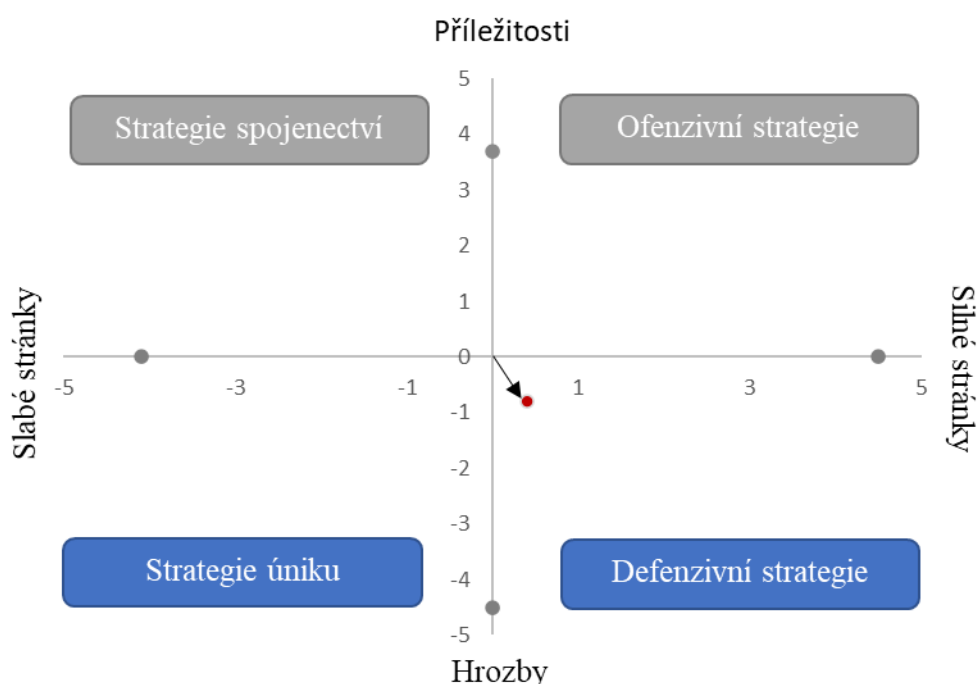 Příležitosti
5
Strategie spojenectví
Ofenzivní strategie
4
3
2
1
Slabé stránky
Silné stránky
0
-5
-3
-1
1
3
5
-1
-2
-3
Strategie úniku
Defenzivní strategie
-4
-5
Hrozby